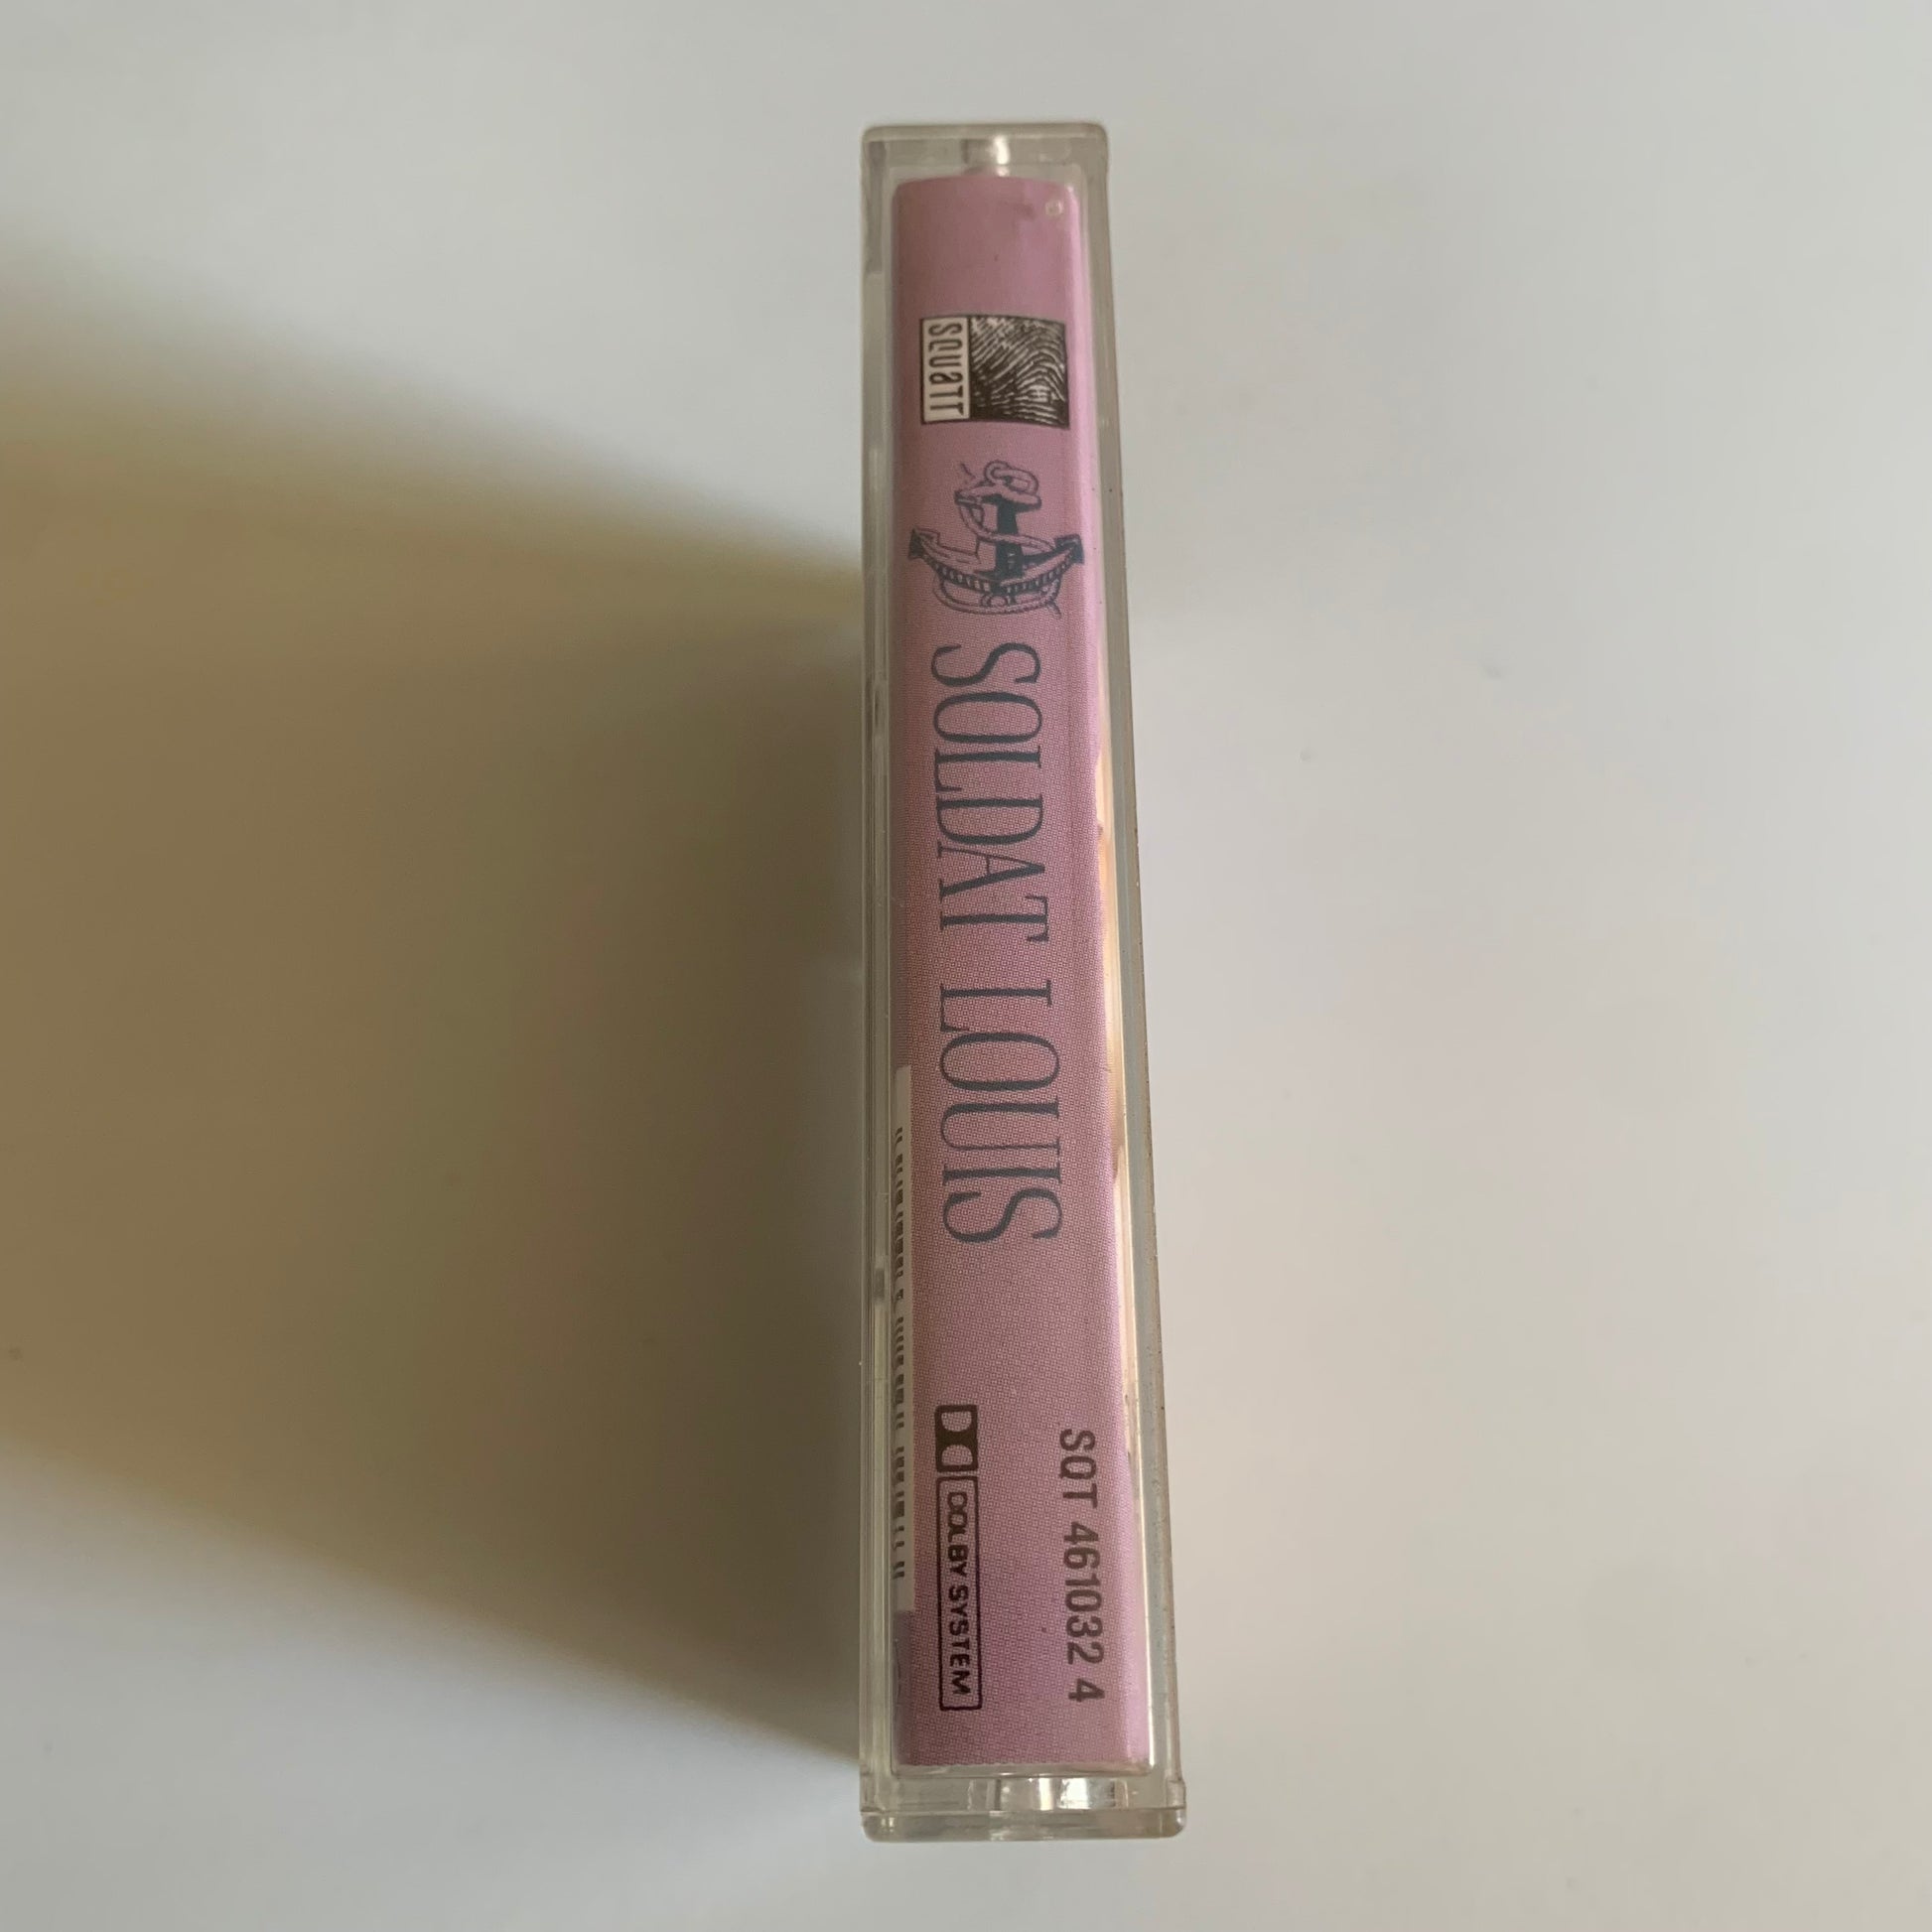 squatt
SOLDAT LOUIS
SQT 461032 4
DOLBY SYSTEM